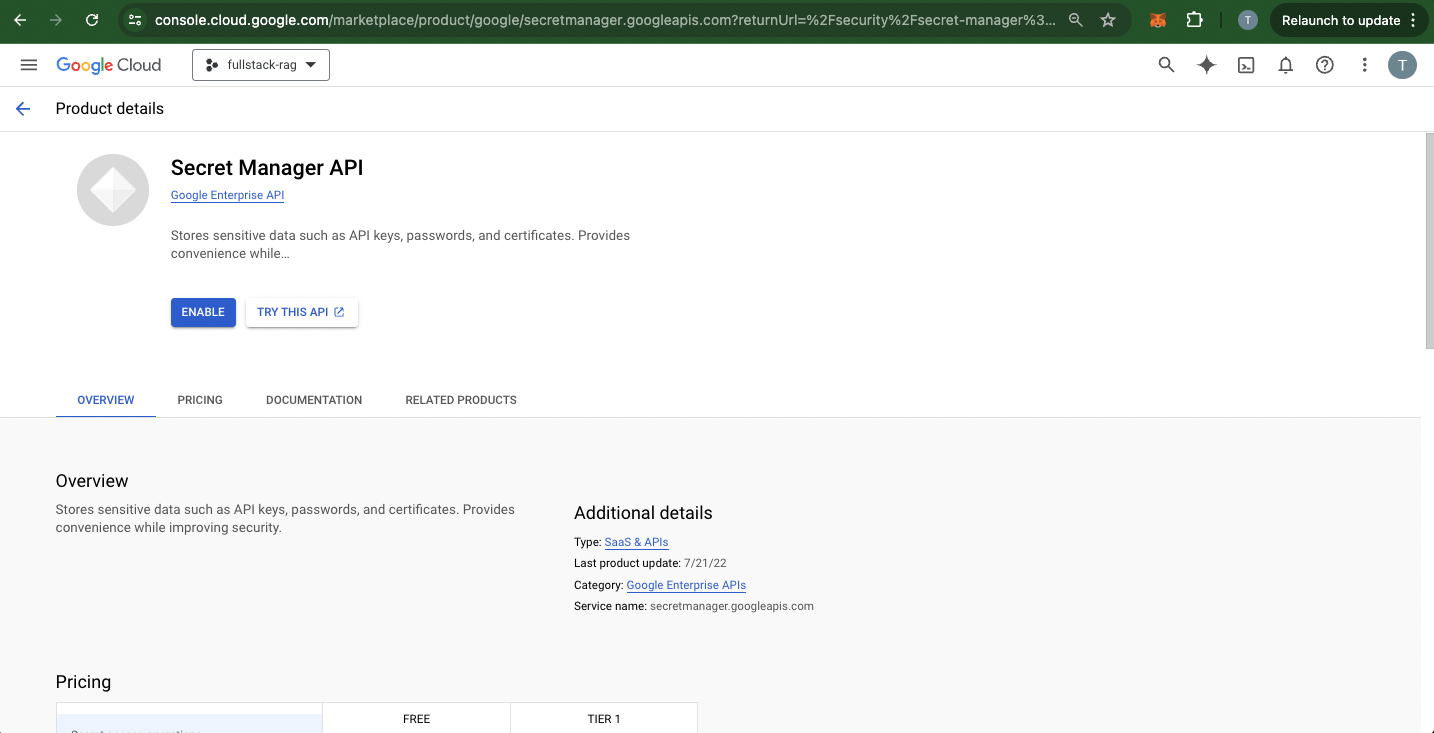 console.cloud.google.com/marketplace/product/google/secretmanager.googleapis.com?returnUrl=%2Fsecurity%2Fsecret-manager%3...
T
Relaunch to update
Google Cloud
fullstack-rag
T
Product details
Secret Manager API
Google Enterprise API
Stores sensitive data such as API keys, passwords, and certificates. Provides
convenience while…
ENABLE
TRY THIS API
OVERVIEW
PRICING
DOCUMENTATION
RELATED PRODUCTS
Overview
Stores sensitive data such as API keys, passwords, and certificates. Provides
convenience while improving security.
Additional details
Type: SaaS & APIs
Last product update: 7/21/22
Category: Google Enterprise APIs
Service name: secretmanager.googleapis.com
Pricing
FREE
TIER 1